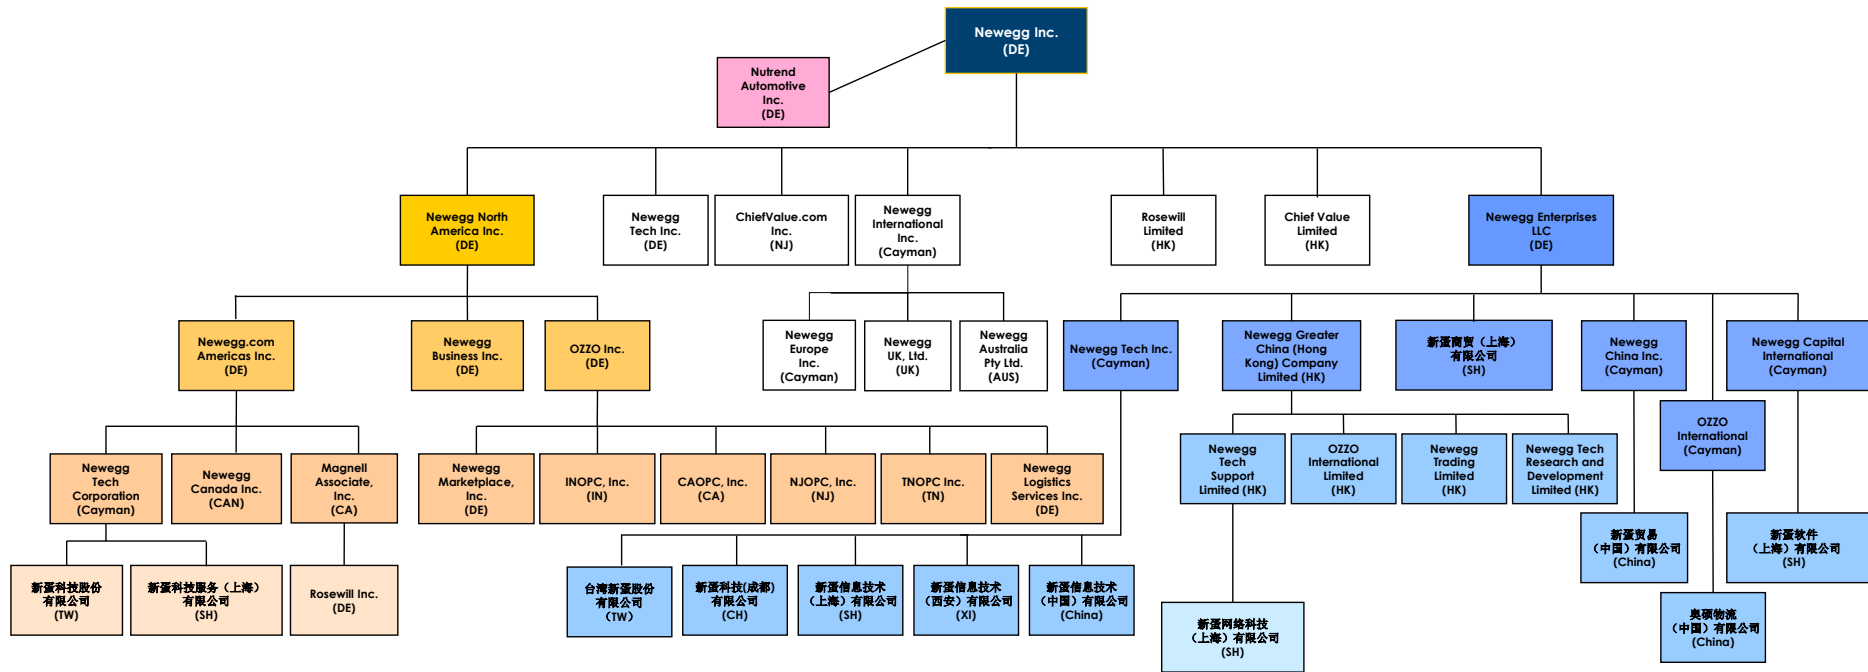 Newegg Inc.
(DE)
Nutrend
Automotive
Inc.
(DE)
Newegg North
America Inc.
(DE)
Newegg
Tech Inc.
(DE)
ChiefValue.com
Inc.
(NJ)
Newegg
International
Inc.
(Cayman)
Rosewill
Limited
(HK)
Chief Value
Limited
(HK)
Newegg Enterprises
LLC
(DE)
Newegg.com
Americas Inc.
(DE)
Newegg
Business Inc.
(DE)
OZZO Inc.
(DE)
Newegg
Europe
Inc.
(Cayman)
Newegg
UK, Ltd.
(UK)
Newegg
Australia
Pty Ltd.
(AUS)
Newegg Tech Inc.
(Cayman)
Newegg Greater
China (Hong
Kong) Company
Limited (HK)
新蛋商贸（上海）
有限公司
(SH)
Newegg
China Inc.
(Cayman)
Newegg Capital
International
(Cayman)
OZZO
International
(Cayman)
Newegg
Tech
Corporation
(Cayman)
Newegg
Canada Inc.
(CAN)
Magnell
Associate,
Inc.
(CA)
Newegg
Marketplace,
Inc.
(DE)
INOPC, Inc.
(IN)
CAOPC, Inc.
(CA)
NJOPC, Inc.
(NJ)
TNOPC Inc.
(TN)
Newegg
Logistics
Services Inc.
(DE)
Newegg
Tech
Support
Limited (HK)
OZZO
International
Limited
(HK)
Newegg
Trading
Limited
(HK)
Newegg Tech
Research and
Development
Limited (HK)
新蛋贸易
（中国）有限公司
(China)
新蛋软件
（上海）有限公司
(SH)
新蛋科技股份
有限公司
(TW)
新蛋科技服务（上海）
有限公司
(SH)
Rosewill Inc.
(DE)
台湾新蛋股份
有限公司
（TW）
新蛋科技(成都)
有限公司
(CH)
新蛋信息技术
（上海）有限公司
(SH)
新蛋信息技术
（西安）有限公司
(XI)
新蛋信息技术
（中国）有限公司
(China)
新蛋网络科技
（上海）有限公司
(SH)
奥硕物流
（中国）有限公司
(China)